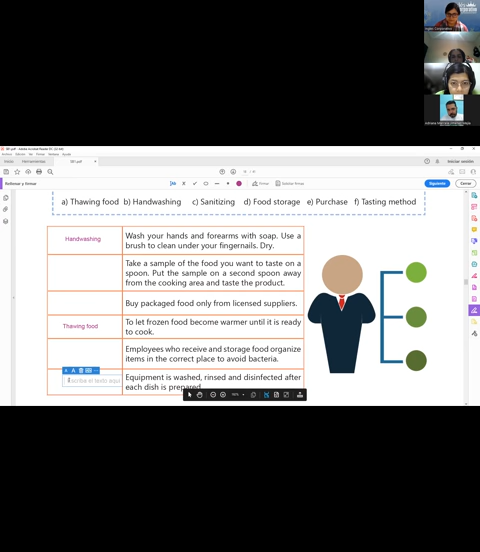 Inicio Herramientas
Iniciar sesión
Rellenar y firmar
Siguiente
Cerrar
a) Thawing food b) Handwashing c) Sanitizing d) Food storage e) Purchase f) Tasting method
Handwashing
Wash your hands and forearms with soap. Use a
brush to clean under your fingernails. Dry.
Take a sample of the food you want to taste on a
spoon. Put the sample on a second spoon away
from the cooking area and taste the product.
Buy packaged food only from licensed suppliers.
Thawing food
To let frozen food become warmer until it is ready
to cook.
Employees who receive and storage food organize
items in the correct place to avoid bacteria.
Equipment is washed, rinsed and disinfected after
each dish is prepared.